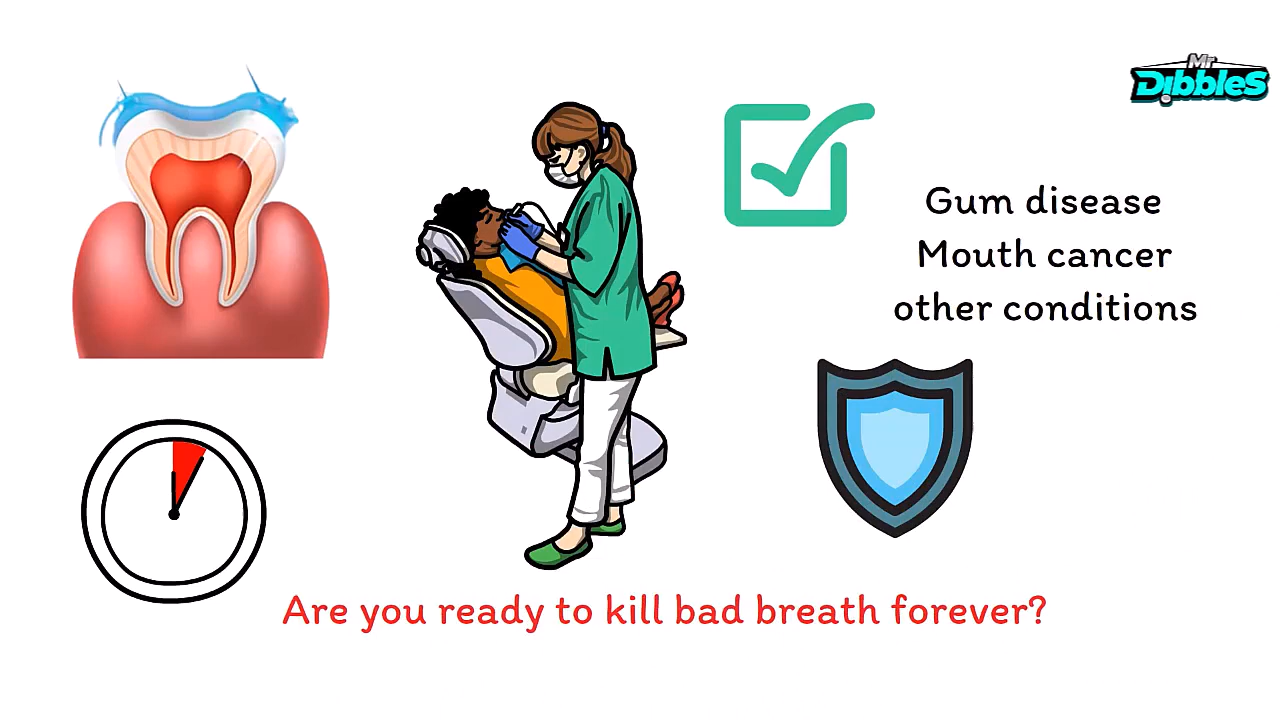 Mr
Dibbles
Gum disease
Mouth cancer
other conditions
Are you ready to kill bad breath forever?